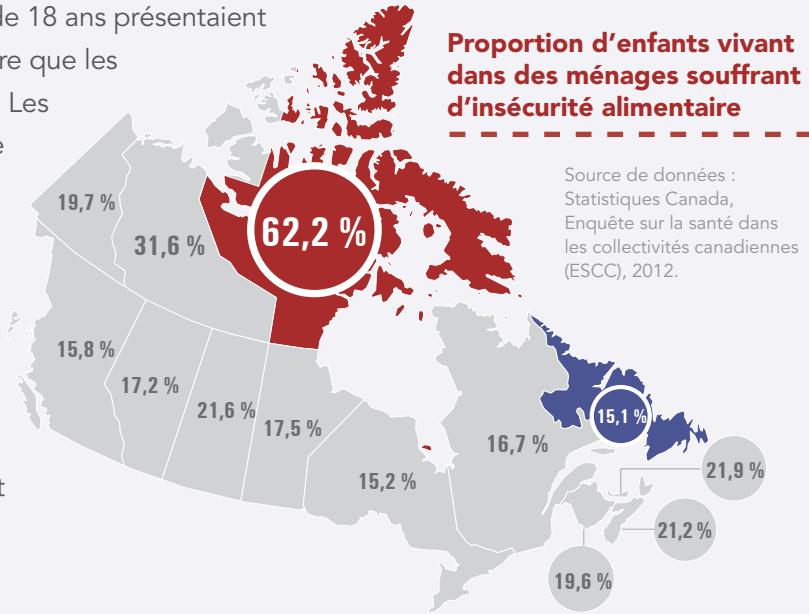 de 18 ans présentaient
re que les
Les
e
t
Proportion d’enfants vivant
dans des ménages souffrant
d’insécurité alimentaire
Source de données :
Statistiques Canada,
Enquête sur la santé dans
les collectivités canadiennes
(ESCC), 2012.
19,7 %
31,6 %
62,2 %
15,8 %
17,2 %
21,6 %
17,5 %
15,2 %
16,7 %
15,1 %
21,9 %
21,2 %
19,6 %